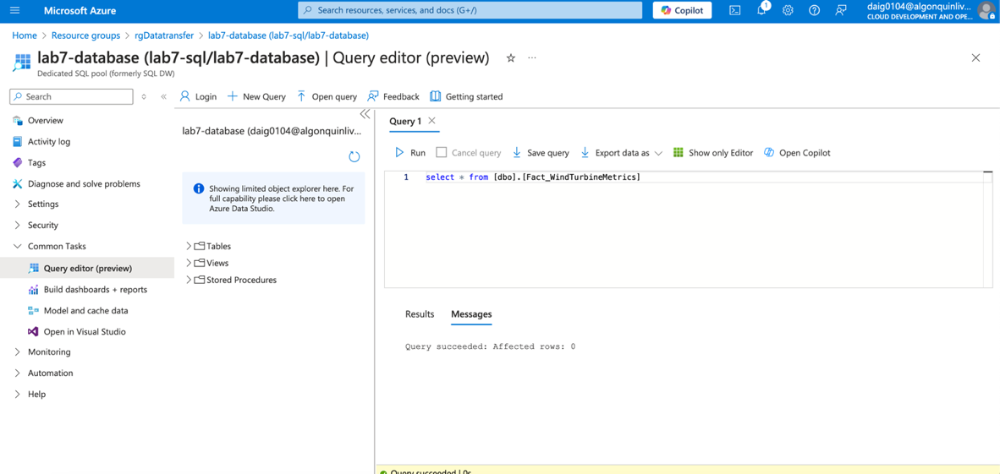 Microsoft Azure
Search resources, services, and docs (G+/)
Copilot
1
daig0104@algonquinliv...
CLOUD DEVELOPMENT AND OPE...
Home > Resource groups > rgDatatransfer > lab7-database (lab7-sql/lab7-database)
lab7-database (lab7-sql/lab7-database) | Query editor (preview)
Dedicated SQL pool (formerly SQL DW)
Search
Login
New Query
Open query
Feedback
Getting started
Overview
Activity log
Tags
Diagnose and solve problems
Settings
Security
Common Tasks
Query editor (preview)
Build dashboards + reports
Model and cache data
Open in Visual Studio
Monitoring
Automation
Help
lab7-database (daig0104@algonquinliv...
Showing limited object explorer here. For
full capability please click here to open
Azure Data Studio.
Tables
Views
Stored Procedures
Query 1
Run
Cancel query
Save query
Export data as
Show only Editor
Open Copilot
1 select * from [dbo].[Fact_WindTurbineMetrics]
Results
Messages
Query succeeded: Affected rows: 0
Query succeeded | 0s